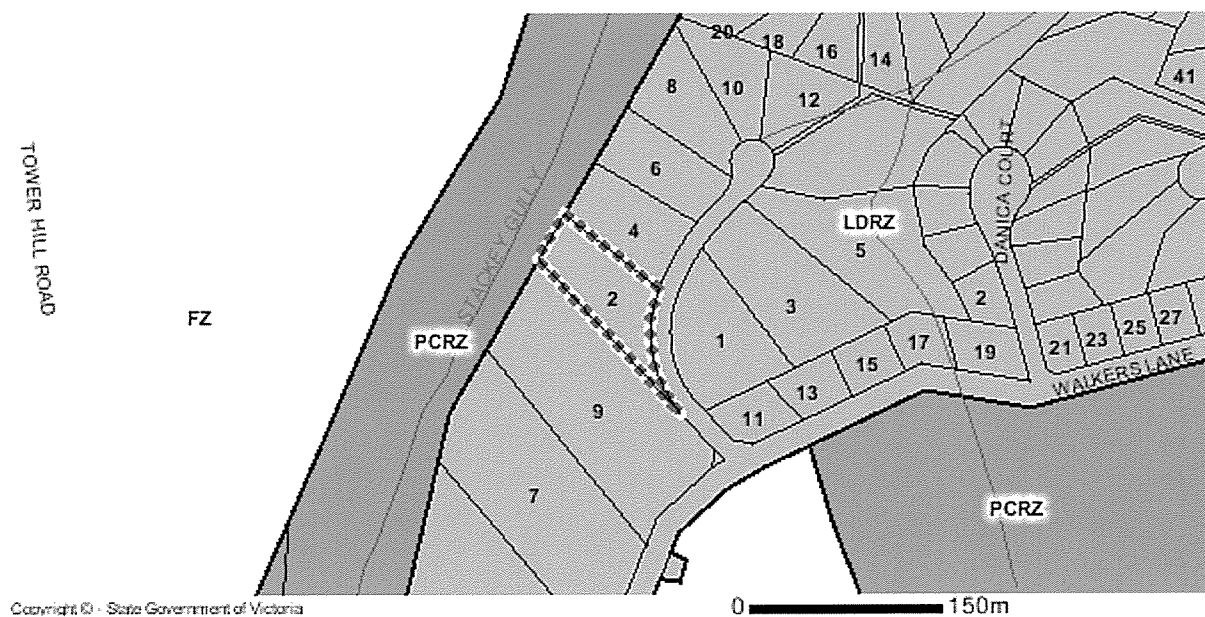 20
18
16
14
41
8
10
12
6
4
2
TOWER HILL ROAD
STACKEY GULLY
FZ
PCRZ
LDRZ
5
DANICA COURT
2
3
1
9
7
11
13
15
17
19
21
23
25
27
WALKERS LANE
PCRZ
Copyright © - State Government of Victoria
0 150m